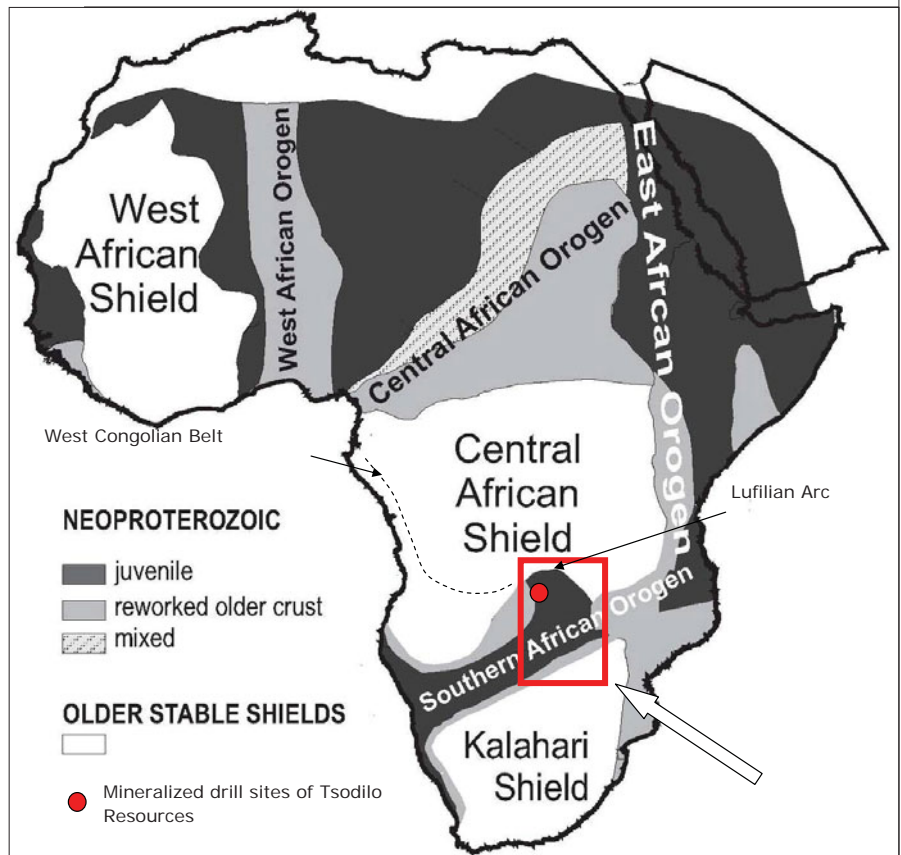 West
African
Shield
West African Orogen
Central African Orogen
East Afrcan Orogen
West Congolian Belt
Central
African
Shield
Lufilian Arc
NEOPROTEROZOIC
juvenile
reworked older crust
mixed
Southern African Orogen
OLDER STABLE SHIELDS
Kalahari
Shield
Mineralized drill sites of Tsodilo
Resources